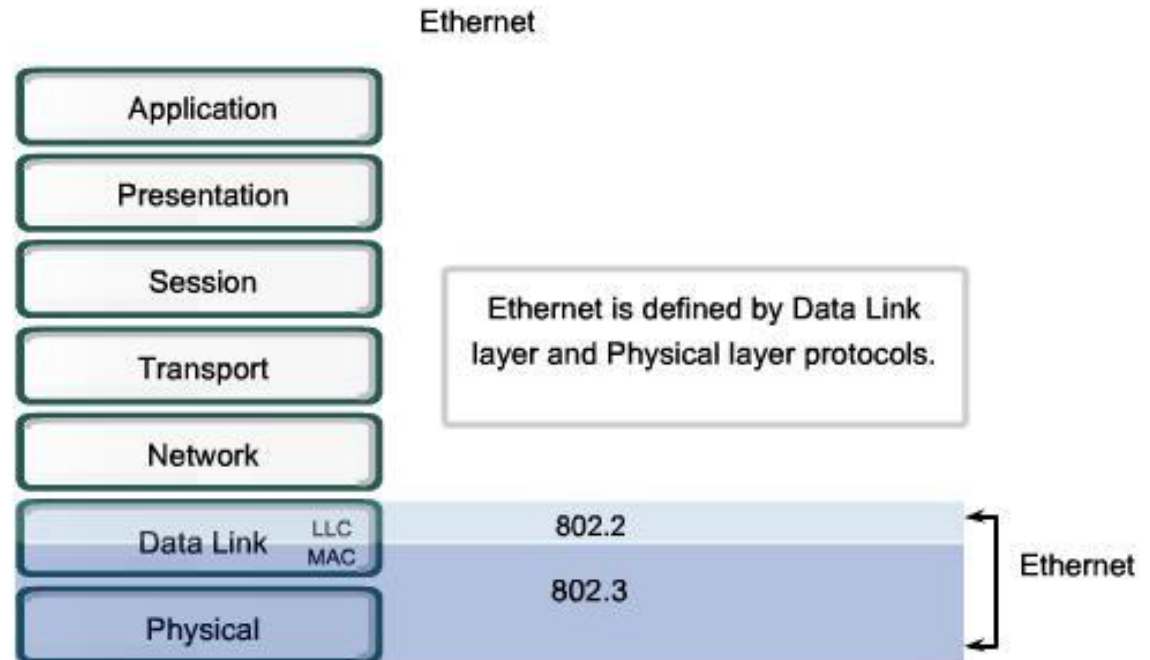 Ethernet
Application
Presentation
Session
Ethernet is defined by Data Link
layer and Physical layer protocols.
Transport
Network
Data Link
LLC
MAC
802.2
802.3
Ethernet
Physical